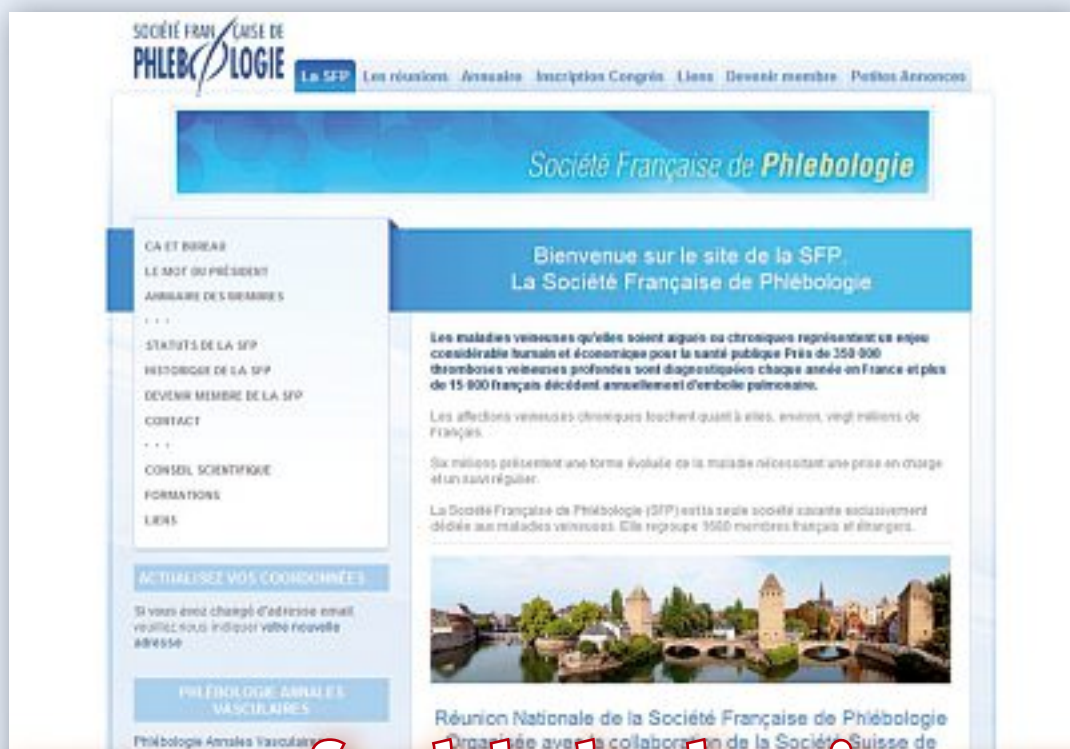 SOCIÉTÉ FRANÇAISE DE
PHLEBOLOGIE
La SFP Les réunions Annuaire Inscription Congrés Liens Devenir membre Petites Annonces
Société Française de Phlebologie
CA ET BUREAU
LE MOT DU PRÉSIDENT
ANNUAIRE DES MEMBRES
...
STATUTS DE LA SFP
HISTORIQUE DE LA SFP
DEVENIR MEMBRE DE LA SFP
CONTACT
...
CONSEIL SCIENTIFIQUE
FORMATIONS
LIENS
ACTUALISEZ VOS COORDONNÉES
Si vous avez changé d'adresse email
veuillez nous indiquer votre nouvelle
adresse
PHLÉBOLOGIE ANNALES
VASCULAIRES
Phlébologie Annales Vasculaires
Bienvenue sur le site de la SFP.
La Société Française de Phlébologie
Les maladies veineuses qu'elles soient aiguës ou chroniques représentent un enjeu
considérable humain et économique pour la santé publique Près de 350 000
thromboses veineuses profondes sont diagnostiquées chaque année en France et plus
de 15 000 français décèdent annuellement d'embolie pulmonaire.
Les affections veineuses chroniques touchent quant à elles, environ, vingt millions de
Français.
Six millions présentent une forme évoluée de la maladie nécessitant une prise en charge
et un suivi régulier.
La Société Française de Phlébologie (SFP) est la seule société savante exclusivement
dédiée aux maladies veineuses. Elle regroupe membres français et étrangers.
Réunion Nationale de la Société Française de Phlébologie
Organisée avec la collaboration de la Société Suisse de